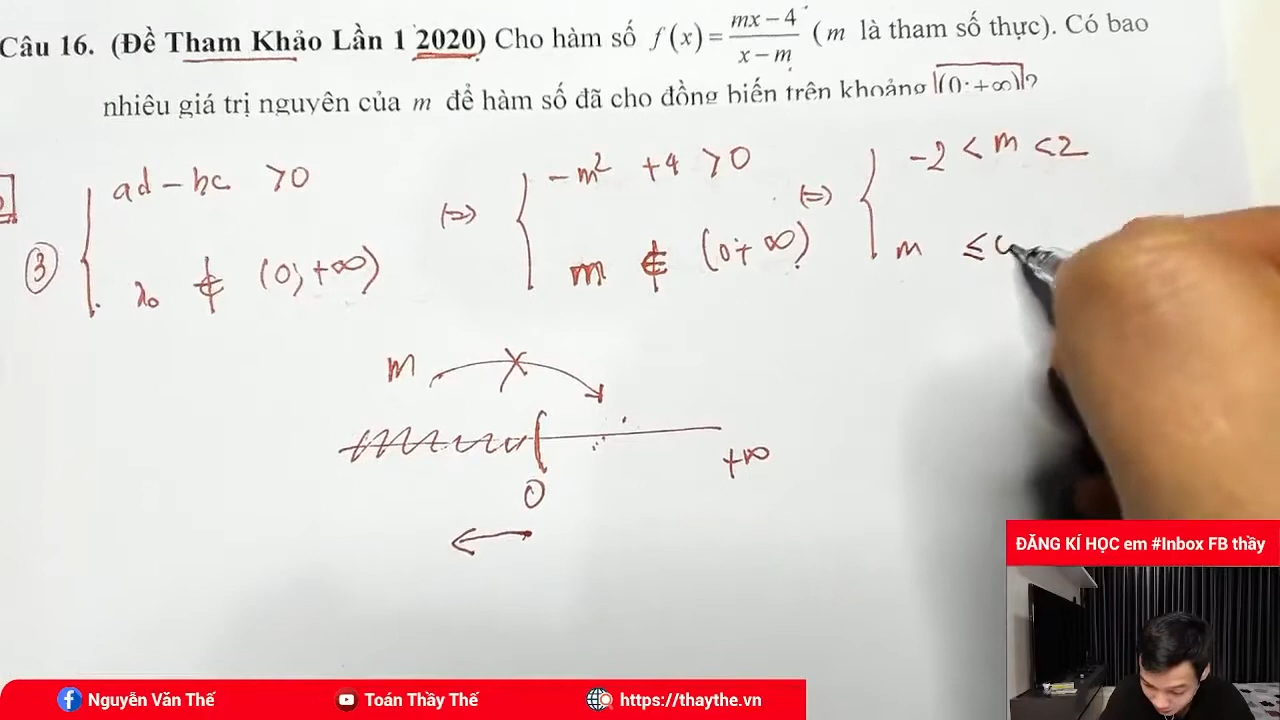 Câu 16. (Đề Tham Khảo Lần 1 2020) Cho hàm số f(x) = (mx − 4)/(x − m) (m là tham số thực). Có bao
nhiêu giá trị nguyên của m để hàm số đã cho đồng biến trên khoảng (0;+∞)?
ad − bc > 0 ⇔ −m² + 4 > 0 ⇔ −2 < m < 2
③ x₀ ∉ (0;+∞) m ∉ (0;+∞) m ≤
m
0 +∞
ĐĂNG KÍ HỌC em #Inbox FB thầy
Nguyễn Văn Thế Toán Thầy Thế https://thaythe.vn